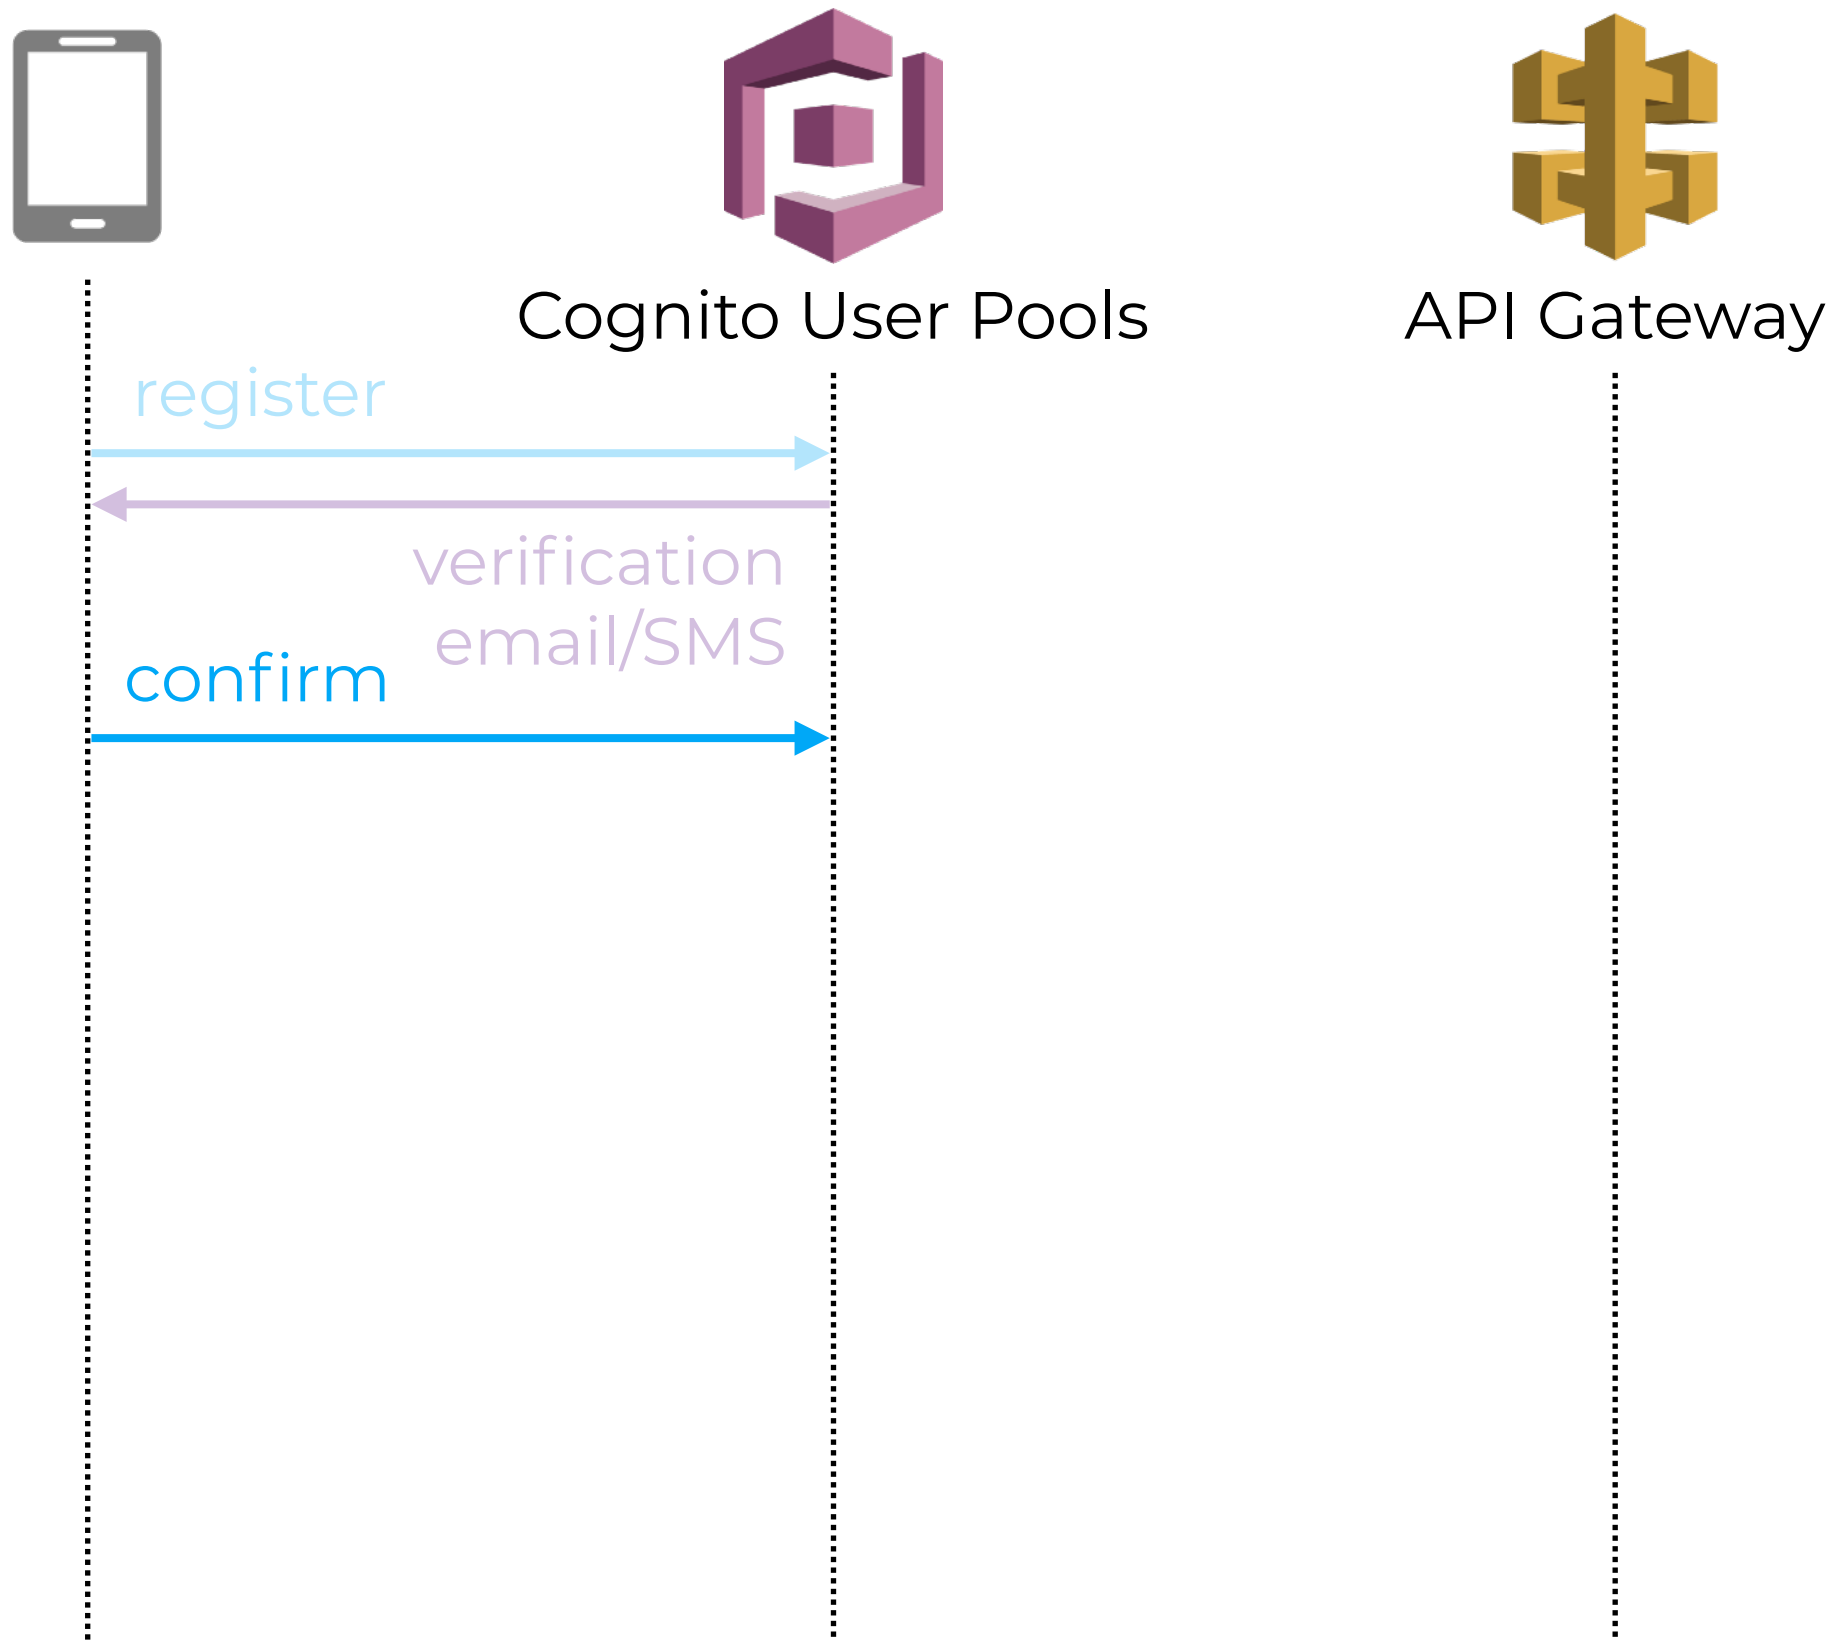 Cognito User Pools
API Gateway
register
verification
email/SMS
confirm